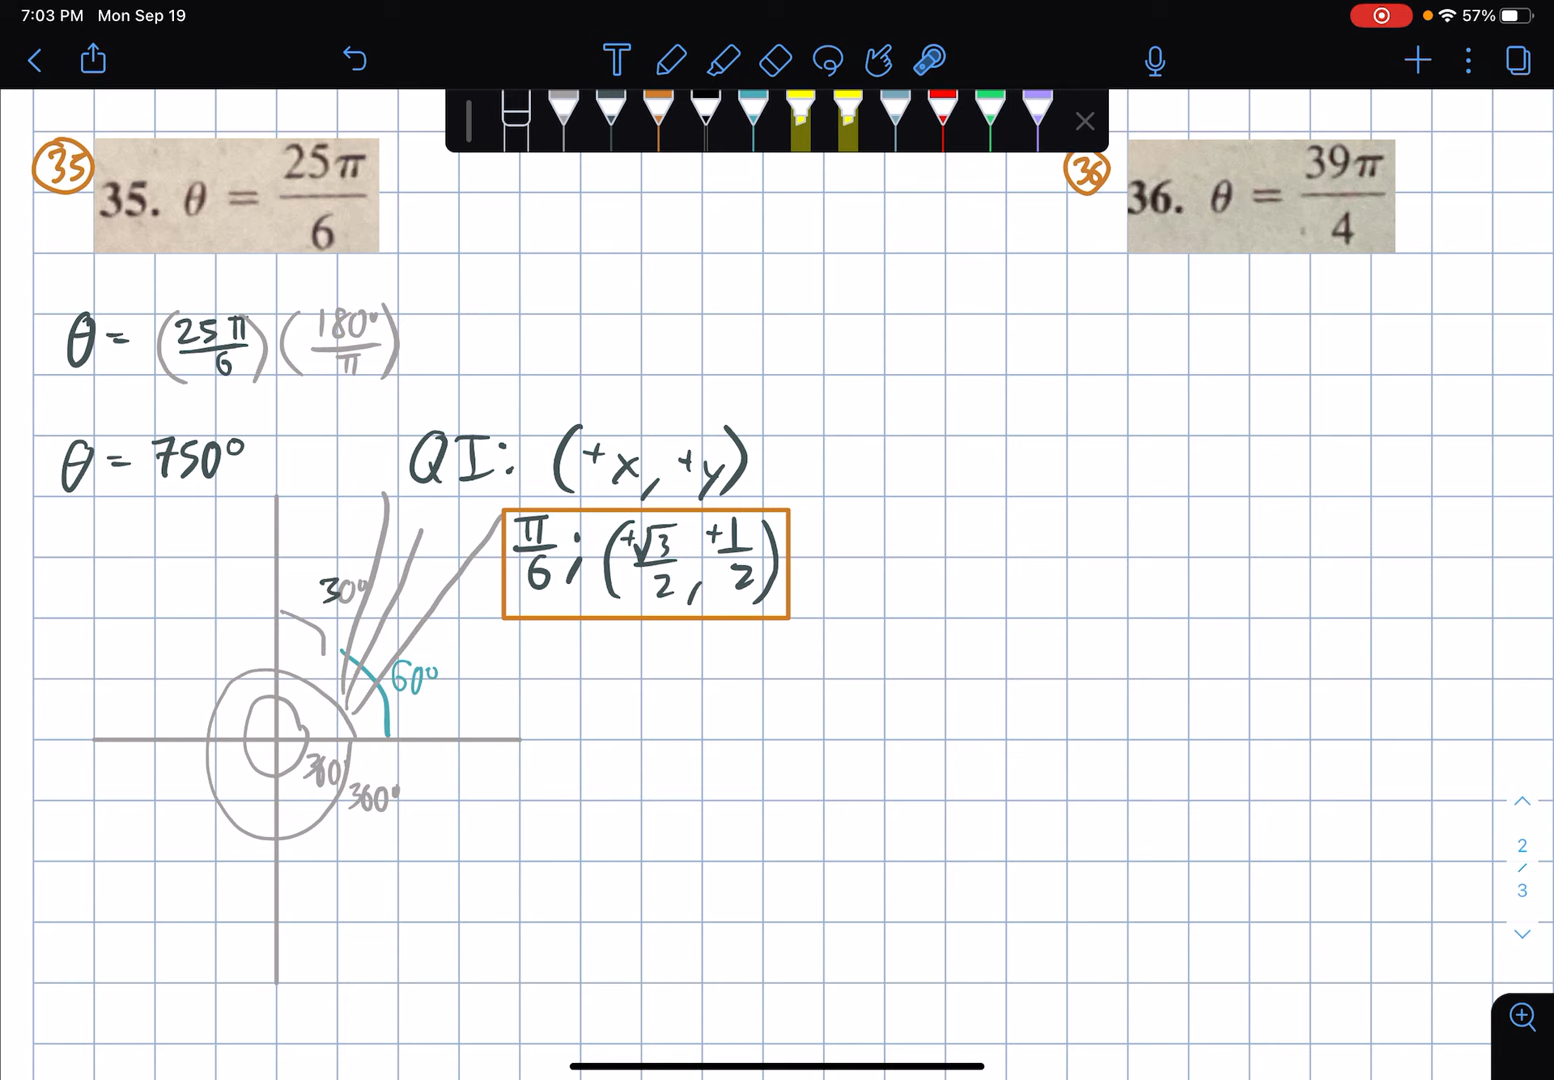 7:03 PM Mon Sep 19
57%
35
35. θ = 25π/6
36
36. θ = 39π/4
θ = (25π/6)(180°/π)
θ = 750°
QI: (+x, +y)
π/6; (+√3/2, +1/2)
30°
60°
360
360°
2
/
3